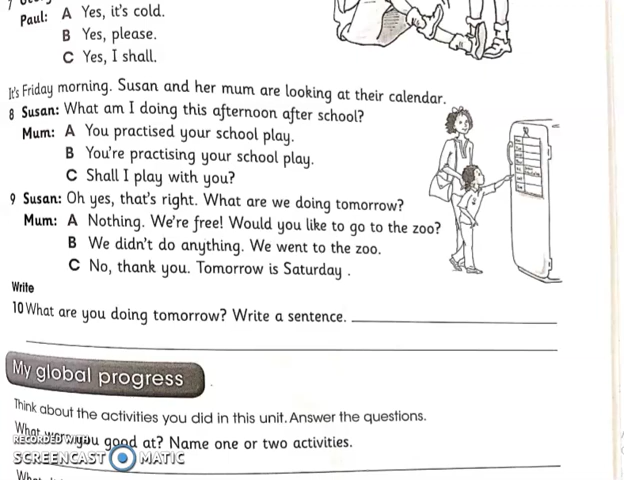 Paul: A Yes, it's cold.
B Yes, please.
C Yes, I shall.
It's Friday morning. Susan and her mum are looking at their calendar.
8 Susan: What am I doing this afternoon after school?
Mum: A You practised your school play.
B You're practising your school play.
C Shall I play with you?
9 Susan: Oh yes, that's right. What are we doing tomorrow?
Mum: A Nothing. We're free! Would you like to go to the zoo?
B We didn't do anything. We went to the zoo.
C No, thank you. Tomorrow is Saturday .
Write
10 What are you doing tomorrow? Write a sentence.
My global progress
Think about the activities you did in this unit. Answer the questions.
What were you good at? Name one or two activities.
RECORDED WITH
SCREENCAST MATIC